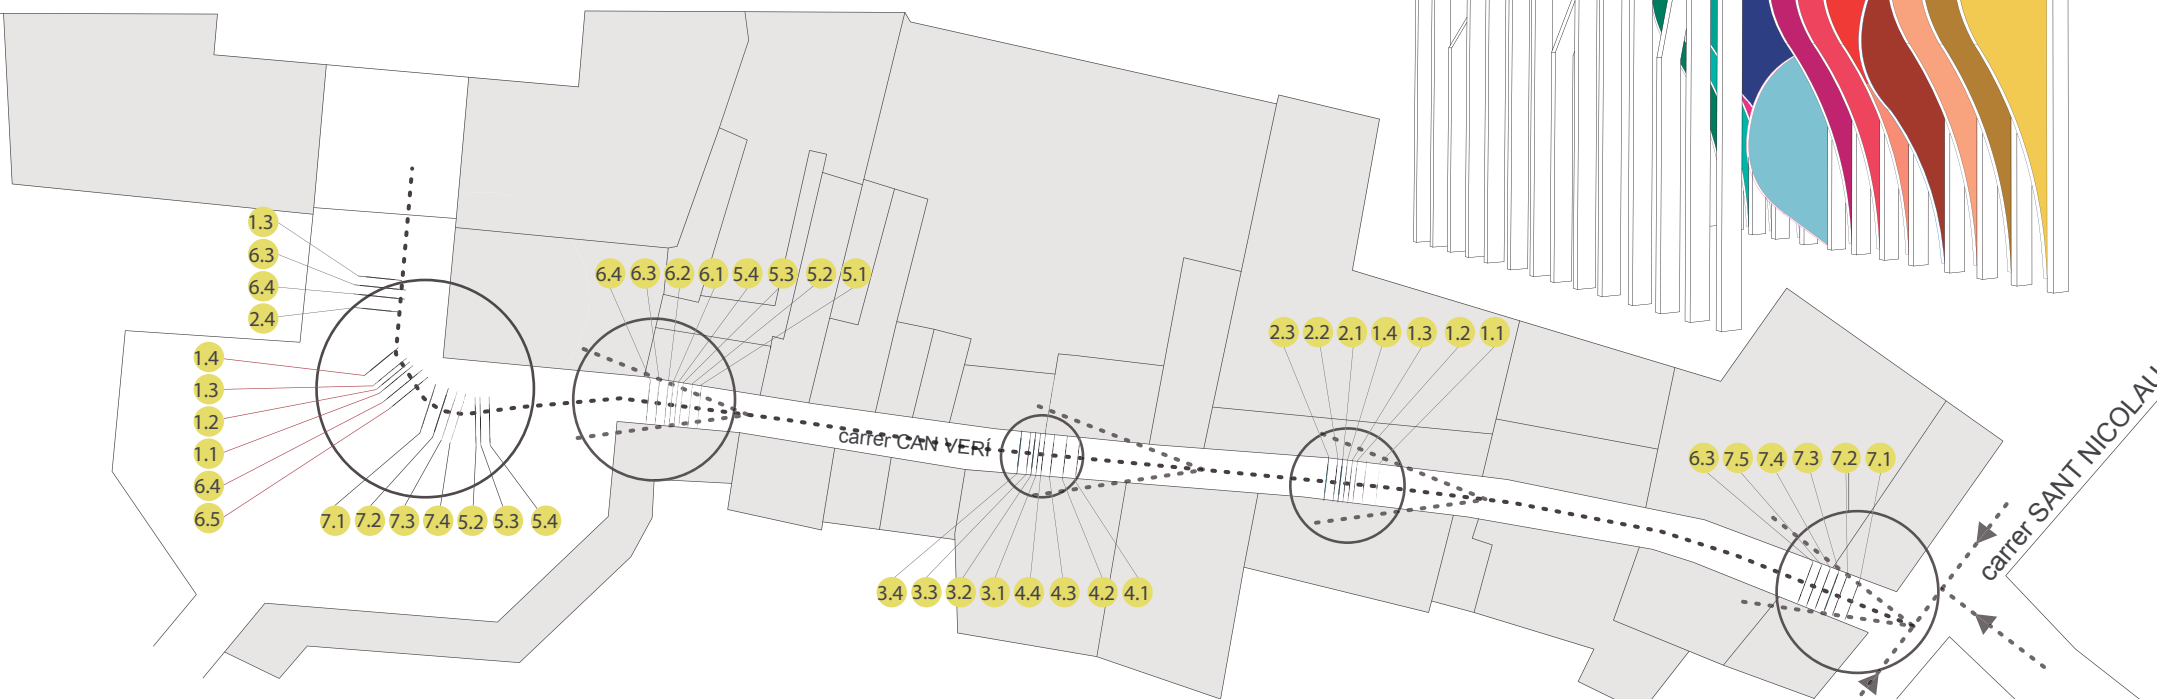 1.3
6.3
6.4
2.4
1.4
1.3
1.2
1.1
6.4
6.5
7.1 7.2 7.3 7.4 5.2 5.3 5.4
6.4 6.3 6.2 6.1 5.4 5.3 5.2 5.1
carrer CAN VERÍ
3.4 3.3 3.2 3.1 4.4 4.3 4.2 4.1
2.3 2.2 2.1 1.4 1.3 1.2 1.1
6.3 7.5 7.4 7.3 7.2 7.1
carrer SANT NICOLAU